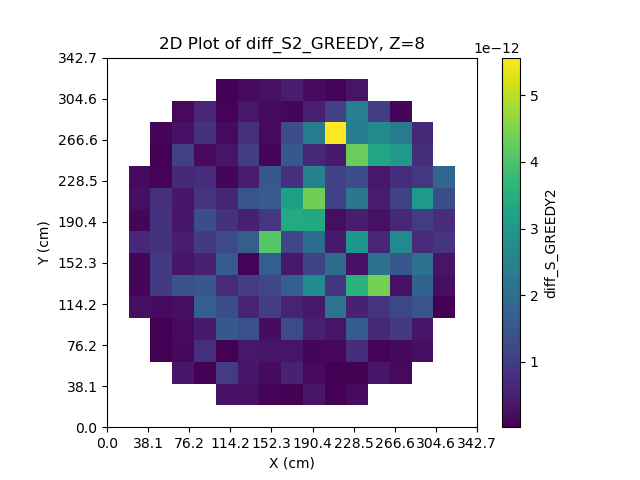 2D Plot of diff_S2_GREEDY, Z=8
1e−12
342.7
304.6
266.6
228.5
190.4
152.3
114.2
76.2
38.1
0.0
Y (cm)
0.0 38.1 76.2 114.2 152.3 190.4 228.5 266.6 304.6 342.7
X (cm)
5
4
3
2
1
diff_S_GREEDY2